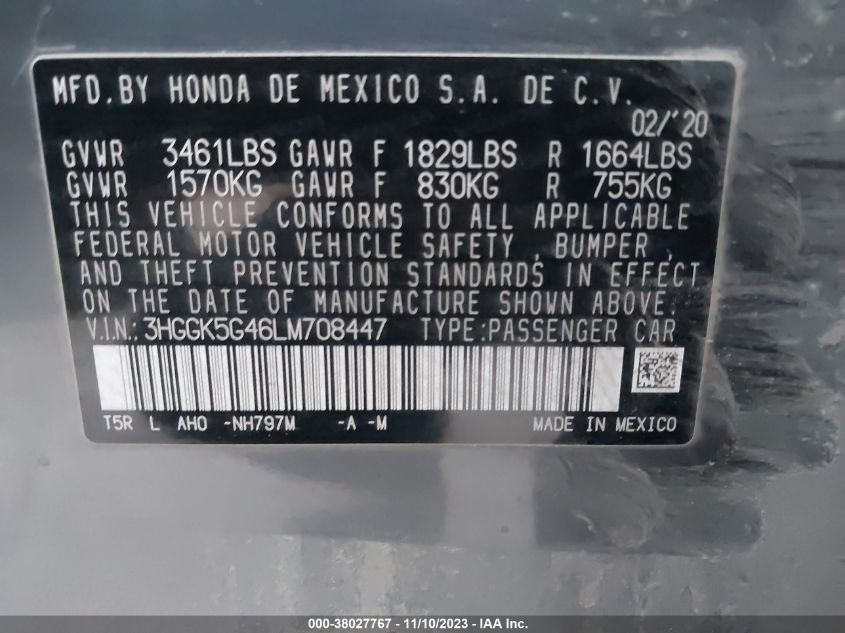 MFD. BY HONDA DE MEXICO S.A. DE C.V.
02/'20
GVWR 3461LBS GAWR F 1829LBS R 1664LBS
GVWR 1570KG GAWR F 830KG R 755KG
THIS VEHICLE CONFORMS TO ALL APPLICABLE
FEDERAL MOTOR VEHICLE SAFETY , BUMPER ,
AND THEFT PREVENTION STANDARDS IN EFFECT
ON THE DATE OF MANUFACTURE SHOWN ABOVE.
V.I.N.: 3HGGK5G46LM708447 TYPE:PASSENGER CAR
T5R L AH0 -NH797M -A -M MADE IN MEXICO
000-38027767 - 11/10/2023 - IAA Inc.